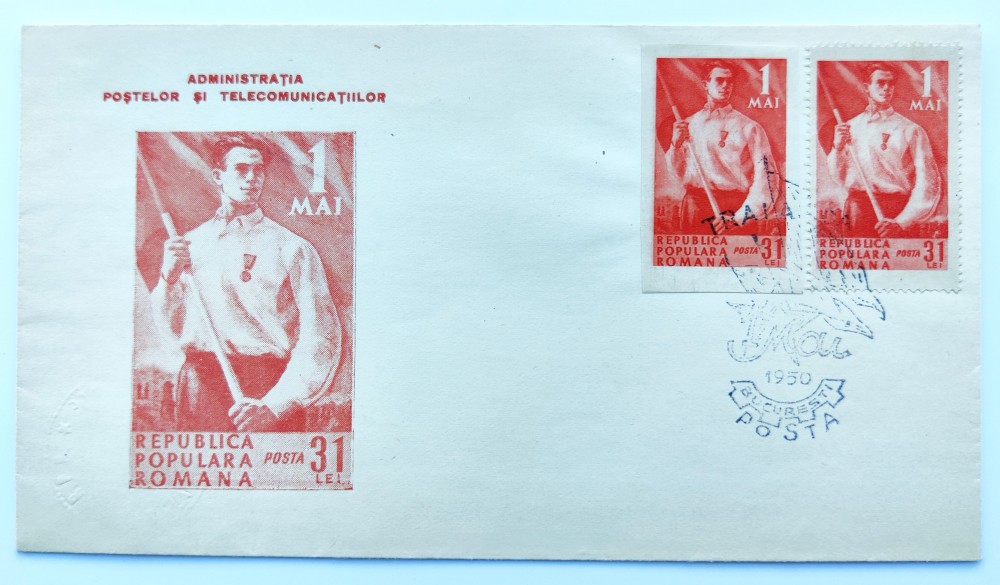 ADMINISTRAȚIA
POȘTELOR ȘI TELECOMUNICAȚIILOR
1
MAI
REPUBLICA
POPULARA
ROMANA
POSTA
31
LEI
1
MAI
REPUBLICA
POPULARA
ROMANA
POSTA
31
LEI
1
MAI
REPUBLICA
POPULARA
ROMANA
POSTA
31
LEI
1 Mai
1950
BUCUREȘTI
POSTA